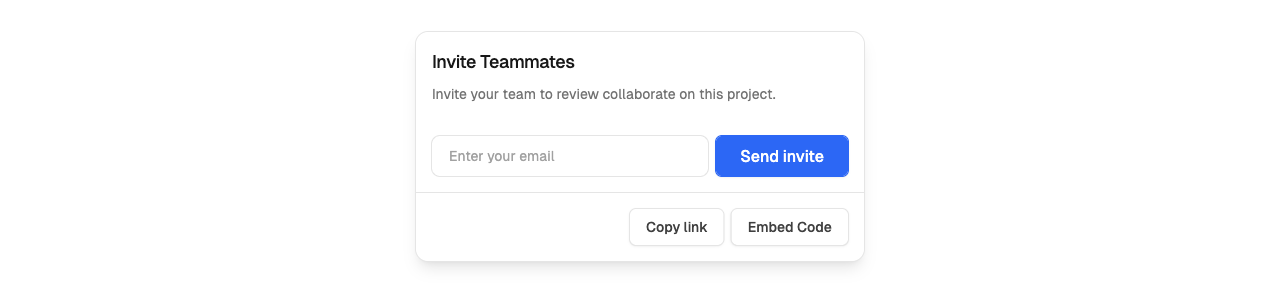 Invite Teammates
Invite your team to review collaborate on this project.
Enter your email
Send invite
Copy link
Embed Code